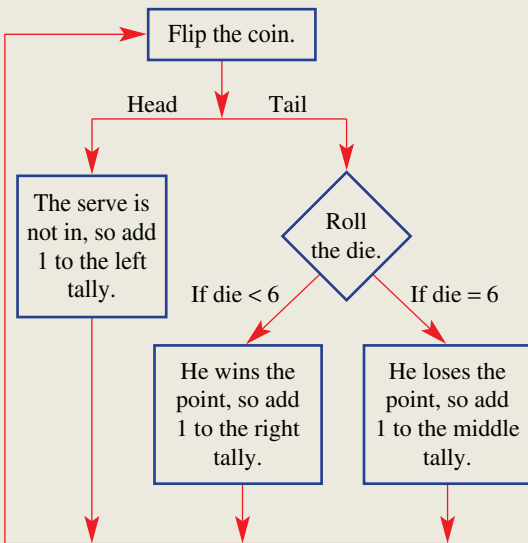 Flip the coin.
Head
Tail
The serve is
not in, so add
1 to the left
tally.
Roll
the die.
If die < 6
If die = 6
He wins the
point, so add
1 to the right
tally.
He loses the
point, so add
1 to the middle
tally.